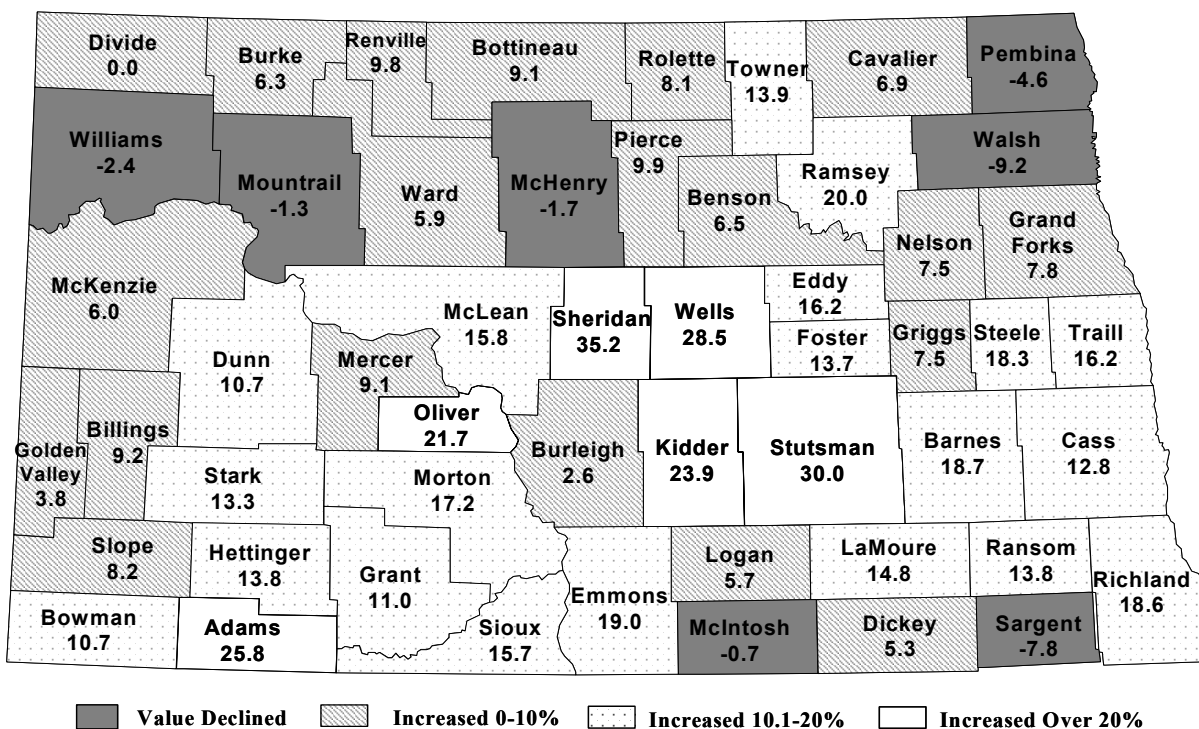 Divide
0.0
Burke
6.3
Renville
9.8
Bottineau
9.1
Rolette
8.1
Towner
13.9
Cavalier
6.9
Pembina
-4.6
Williams
-2.4
Mountrail
-1.3
Ward
5.9
McHenry
-1.7
Pierce
9.9
Benson
6.5
Ramsey
20.0
Walsh
-9.2
Nelson
7.5
Grand
Forks
7.8
McKenzie
6.0
Dunn
10.7
McLean
15.8
Mercer
9.1
Oliver
21.7
Sheridan
35.2
Wells
28.5
Eddy
16.2
Foster
13.7
Griggs
7.5
Steele
18.3
Traill
16.2
Golden
Valley
3.8
Billings
9.2
Stark
13.3
Morton
17.2
Burleigh
2.6
Kidder
23.9
Stutsman
30.0
Barnes
18.7
Cass
12.8
Slope
8.2
Hettinger
13.8
Grant
11.0
Bowman
10.7
Adams
25.8
Sioux
15.7
Emmons
19.0
Logan
5.7
LaMoure
14.8
Ransom
13.8
Richland
18.6
McIntosh
-0.7
Dickey
5.3
Sargent
-7.8
Value Declined
Increased 0-10%
Increased 10.1-20%
Increased Over 20%